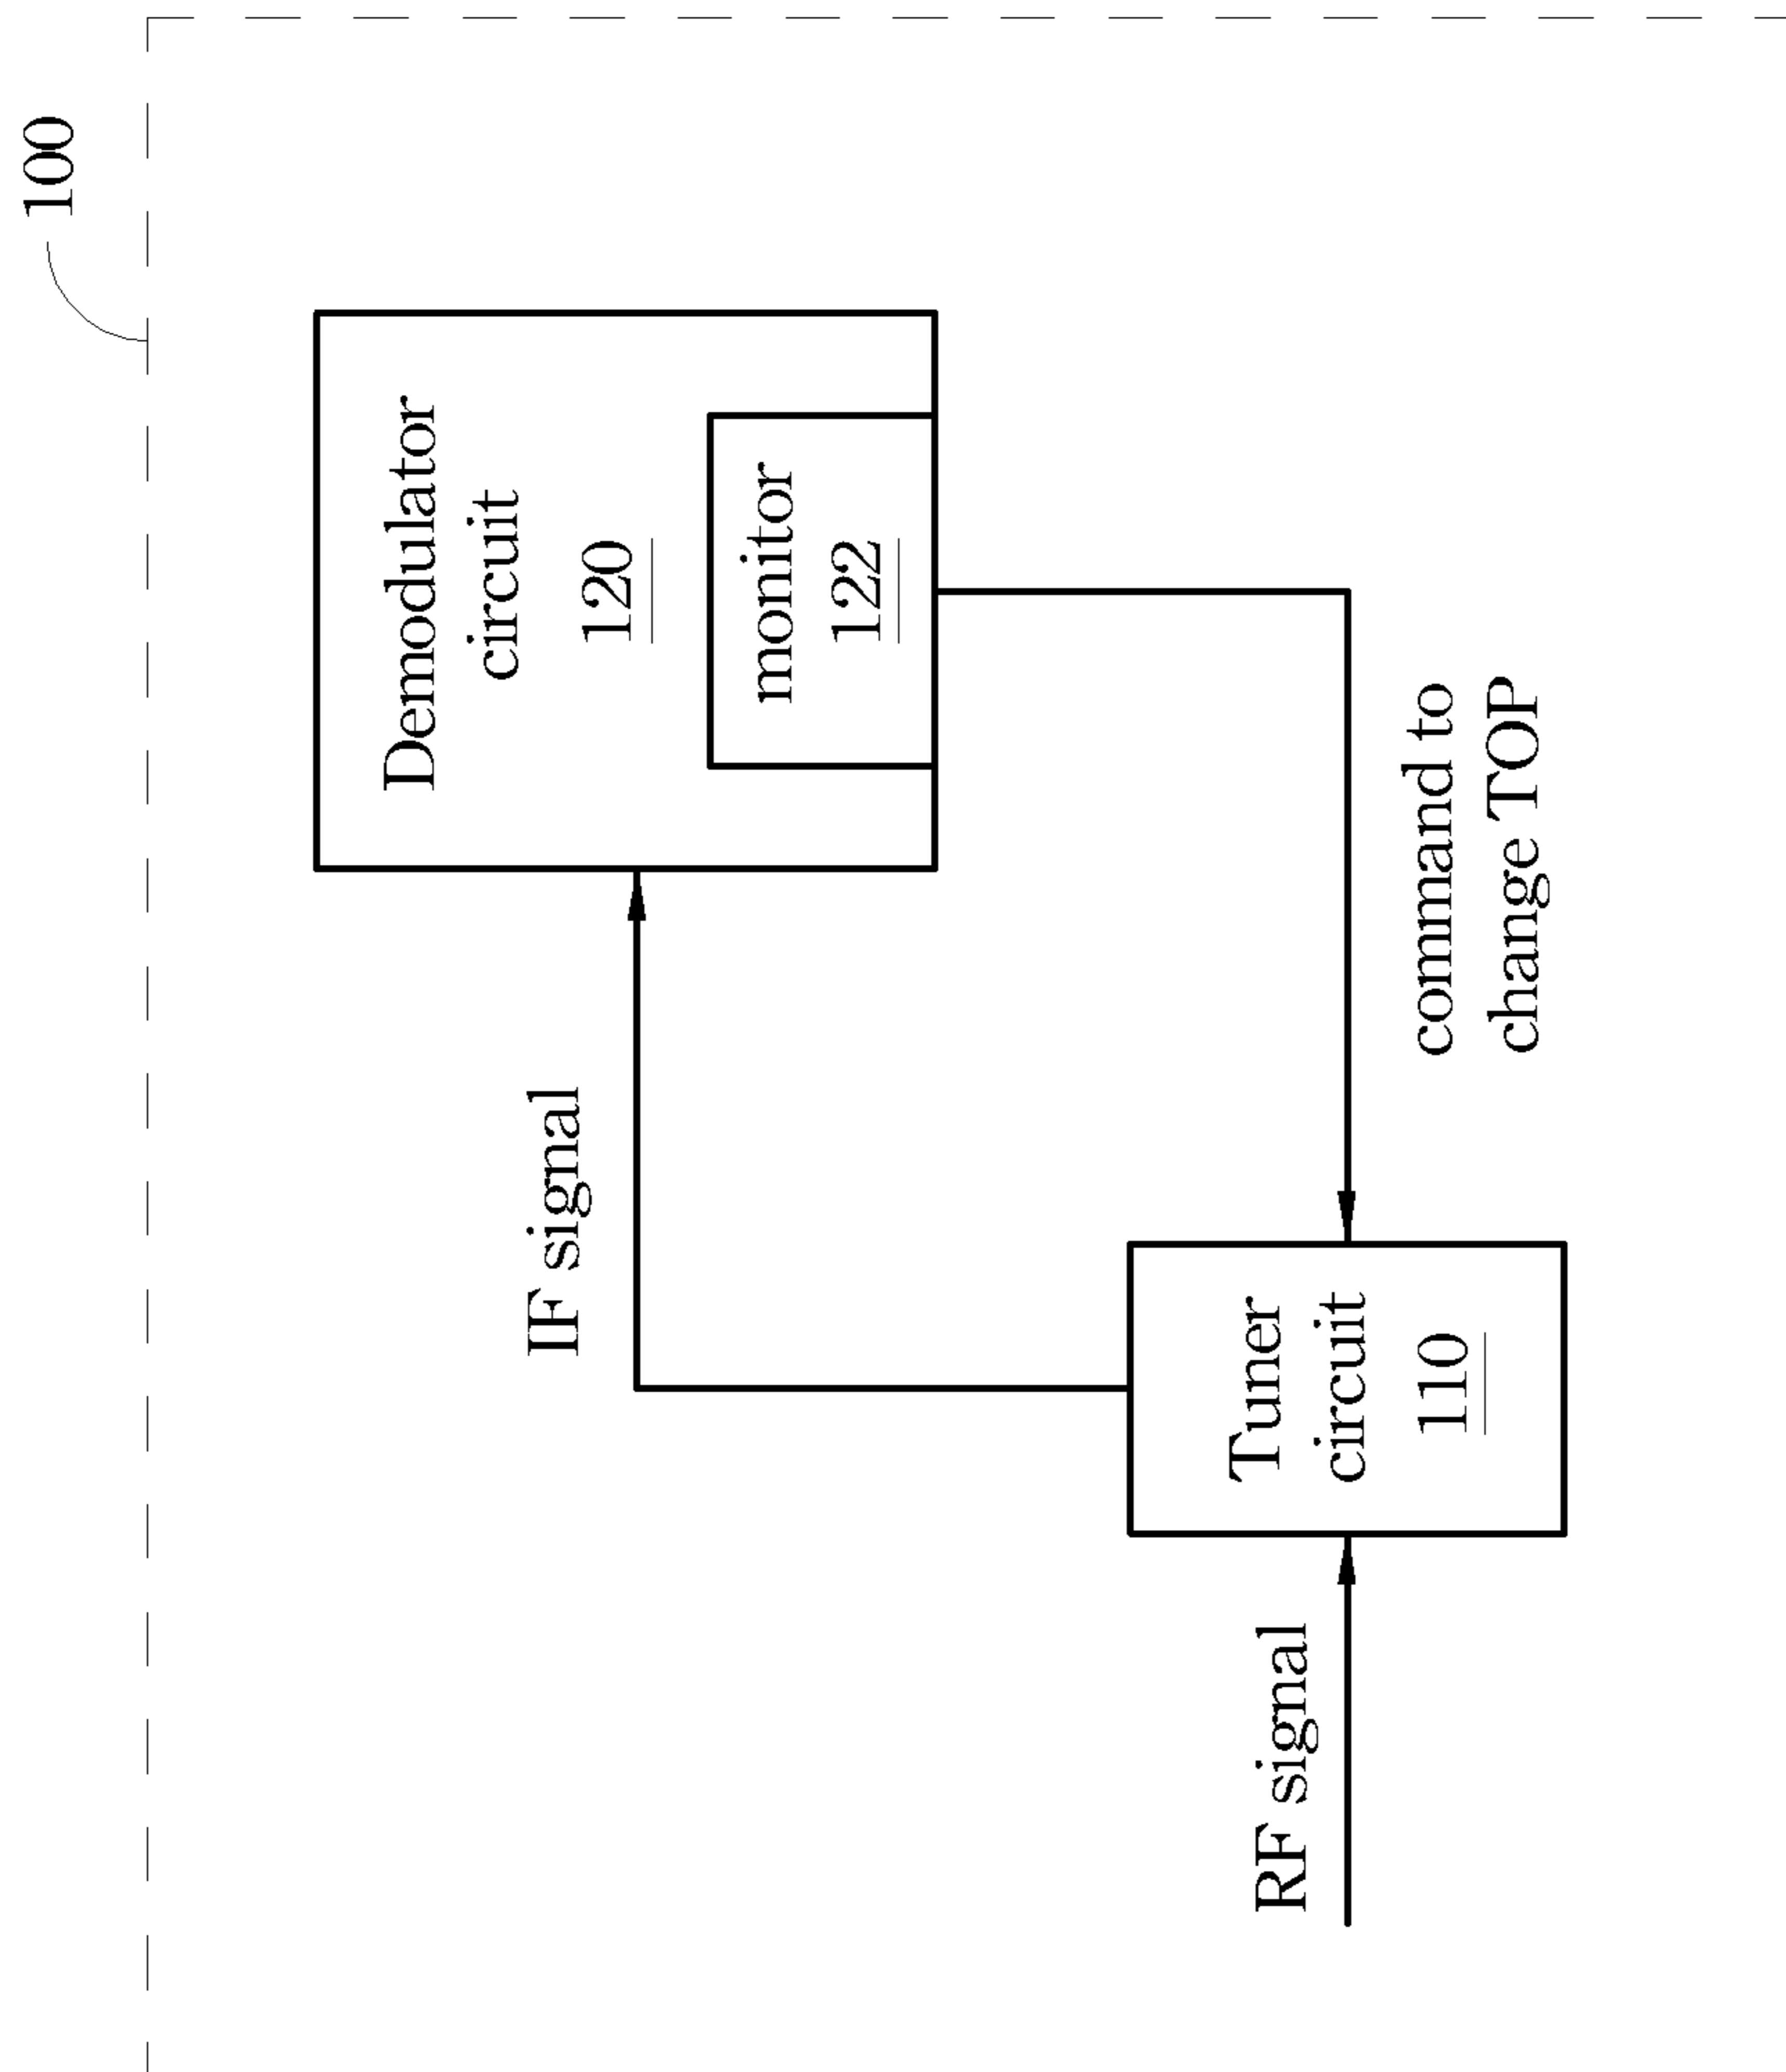 100
Demodulator
circuit
120
monitor
122
IF signal
command to
change TOP
Tuner
circuit
110
RF signal